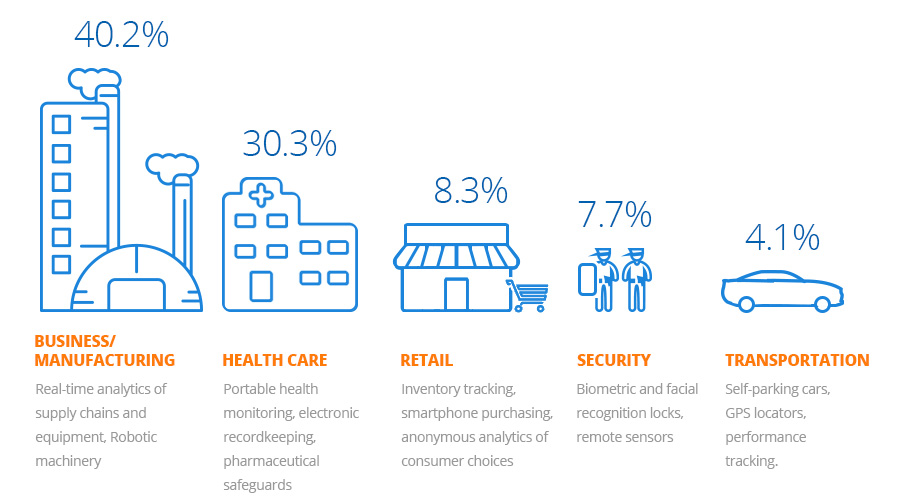 40.2%
30.3%
8.3%
7.7%
4.1%
BUSINESS/
MANUFACTURING
Real-time analytics of
supply chains and
equipment, Robotic
machinery
HEALTH CARE
Portable health
monitoring, electronic
recordkeeping,
pharmaceutical
safeguards
RETAIL
Inventory tracking,
smartphone purchasing,
anonymous analytics of
consumer choices
SECURITY
Biometric and facial
recognition locks,
remote sensors
TRANSPORTATION
Self-parking cars,
GPS locators,
performance
tracking.